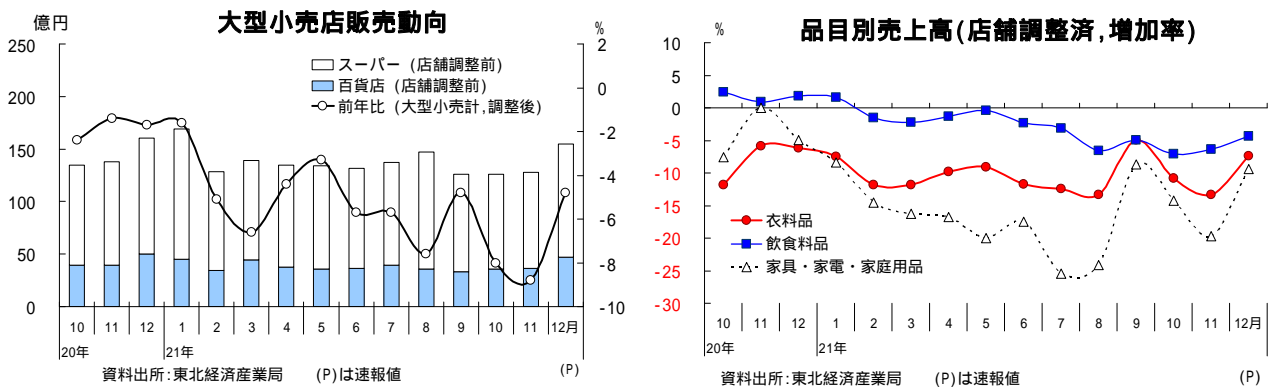 大型小売店販売動向
億円
%
250
200
150
100
50
0
2
0
-2
-4
-6
-8
-10
スーパー (店舗調整前)
百貨店 (店舗調整前)
前年比 (大型小売計,調整後)
10 11 12 1 2 3 4 5 6 7 8 9 10 11 12月
20年 21年
資料出所:東北経済産業局 (P)は速報値 (P)
品目別売上高(店舗調整済,増加率)
%
10
5
0
-5
-10
-15
-20
-25
-30
衣料品
飲食料品
家具・家電・家庭用品
10 11 12 1 2 3 4 5 6 7 8 9 10 11 12月
20年 21年
資料出所:東北経済産業局 (P)は速報値 (P)